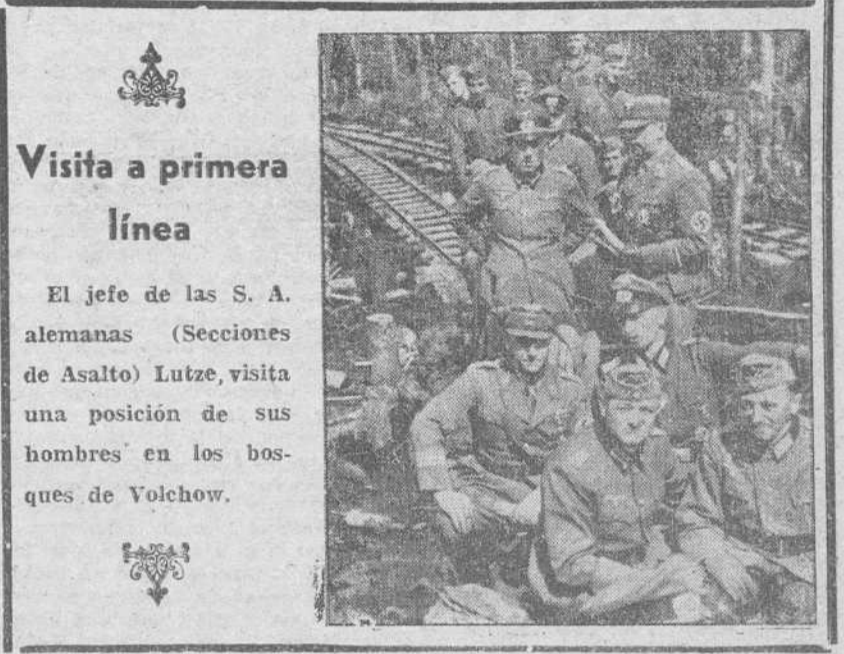 Visita a primera
línea
El jefe de las S. A.
alemanas (Secciones
de Asalto) Lutze, visita
una posición de sus
hombres en los bos-
ques de Volchow.